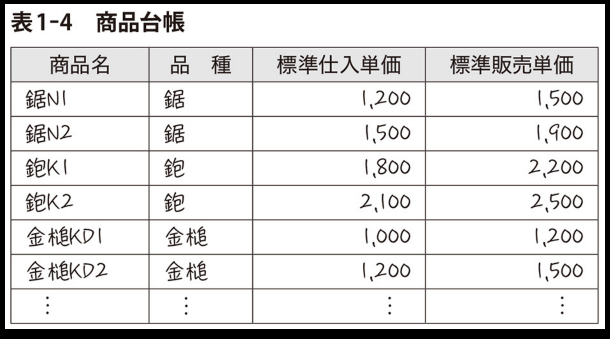 表1-4 商品台帳
商品名 品 種 標準仕入単価 標準販売単価
鋸N1 鋸 1,200 1,500
鋸N2 鋸 1,500 1,900
鉋K1 鉋 1,800 2,200
鉋K2 鉋 2,100 2,500
金槌KD1 金槌 1,000 1,200
金槌KD2 金槌 1,200 1,500
⋮ ⋮ ⋮ ⋮